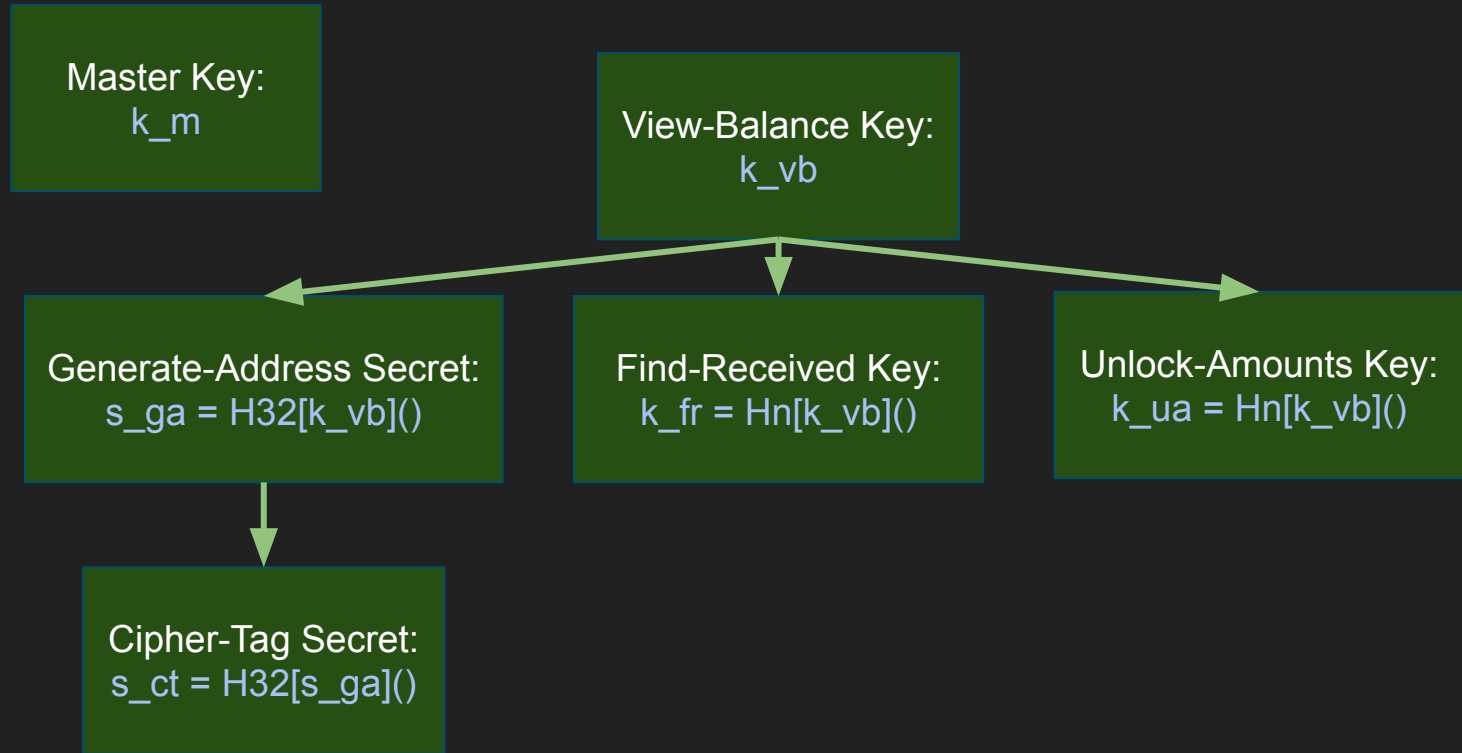 Master Key:
k_m
View-Balance Key:
k_vb
Generate-Address Secret:
s_ga = H32[k_vb]()
Find-Received Key:
k_fr = Hn[k_vb]()
Unlock-Amounts Key:
k_ua = Hn[k_vb]()
Cipher-Tag Secret:
s_ct = H32[s_ga]()